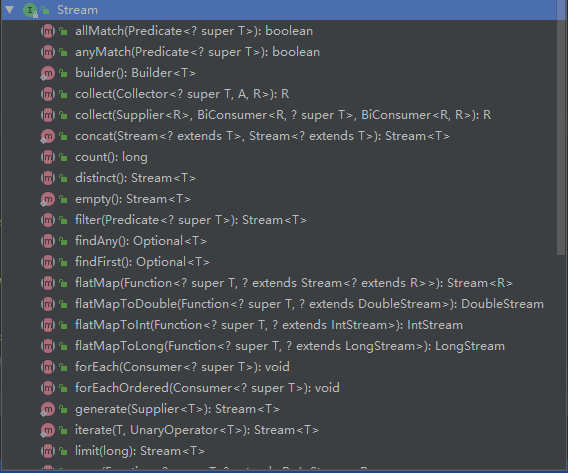 Stream
allMatch(Predicate<? super T>): boolean
anyMatch(Predicate<? super T>): boolean
builder(): Builder<T>
collect(Collector<? super T, A, R>): R
collect(Supplier<R>, BiConsumer<R, ? super T>, BiConsumer<R, R>): R
concat(Stream<? extends T>, Stream<? extends T>): Stream<T>
count(): long
distinct(): Stream<T>
empty(): Stream<T>
filter(Predicate<? super T>): Stream<T>
findAny(): Optional<T>
findFirst(): Optional<T>
flatMap(Function<? super T, ? extends Stream<? extends R>>): Stream<R>
flatMapToDouble(Function<? super T, ? extends DoubleStream>): DoubleStream
flatMapToInt(Function<? super T, ? extends IntStream>): IntStream
flatMapToLong(Function<? super T, ? extends LongStream>): LongStream
forEach(Consumer<? super T>): void
forEachOrdered(Consumer<? super T>): void
generate(Supplier<T>): Stream<T>
iterate(T, UnaryOperator<T>): Stream<T>
limit(long): Stream<T>